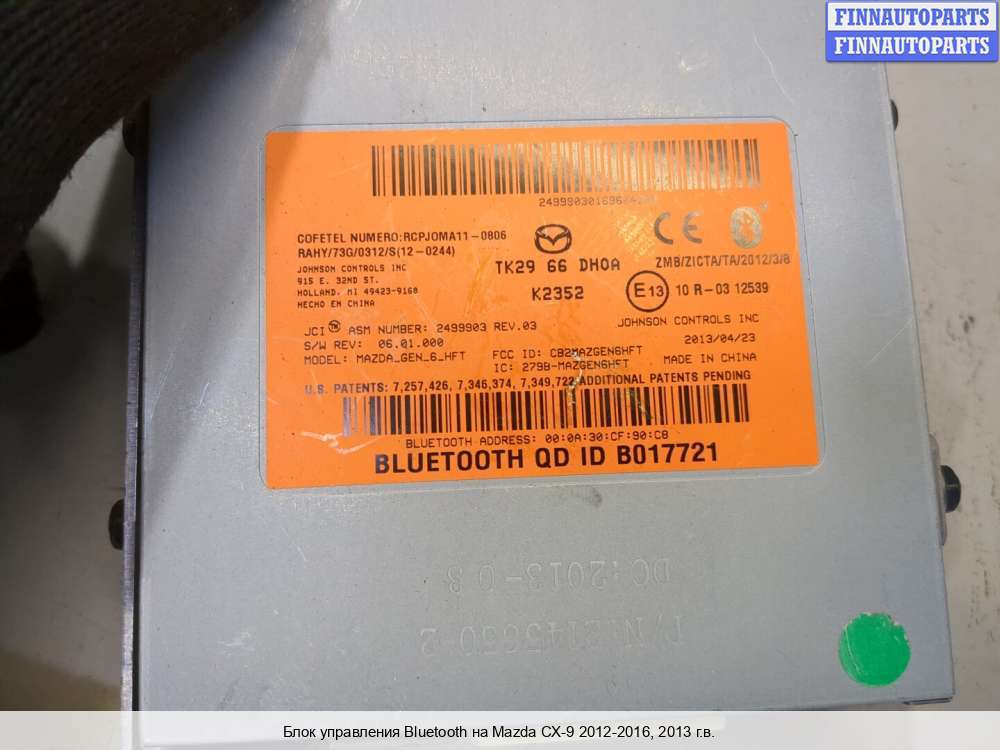 FINNAUTOPARTS
FINNAUTOPARTS
COFETEL NUMERO:RCPJOMA11-0806
RAHY/73G/0312/S(12-0244)
JOHNSON CONTROLS INC
915 E. 32ND ST.
HOLLAND. MI 49423-9168
HECHO EN CHINA
TK29 66 DH0A
K2352
CE
ZMB/ZICTA/TA/2012/3/8
E13 10 R-03 12539
JOHNSON CONTROLS INC
JCI™ ASM NUMBER: 2499903 REV.03
S/W REV: 06.01.000
MODEL: MAZDA_GEN_6_HFT
FCC ID: CB2MAZGEN6HFT
IC: 279B-MAZGEN6HFT
2013/04/23
MADE IN CHINA
U.S. PATENTS: 7,257,426, 7,346,374, 7,349,722 ADDITIONAL PATENTS PENDING
BLUETOOTH ADDRESS: 00:0A:30:CF:90:C8
BLUETOOTH QD ID B017721
Блок управления Bluetooth на Mazda CX-9 2012-2016, 2013 г.в.